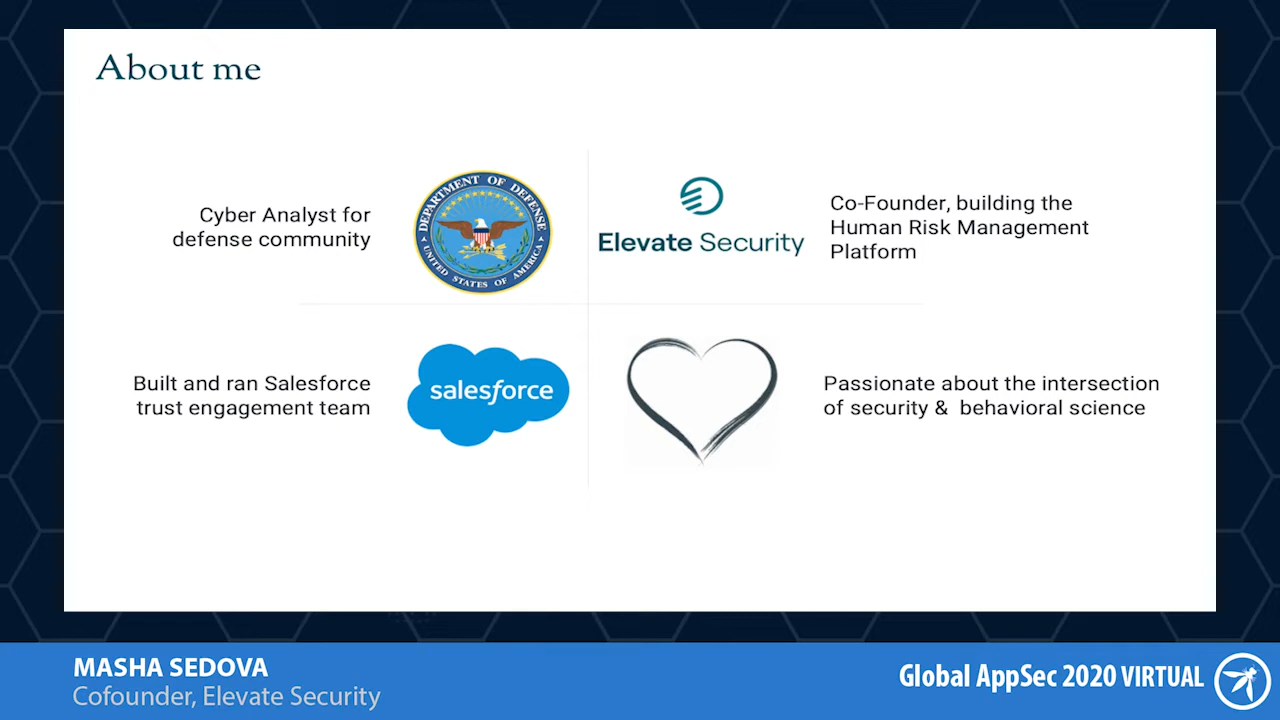 About me
Cyber Analyst for
defense community
DEPARTMENT OF DEFENSE
UNITED STATES OF AMERICA
Elevate Security
Co-Founder, building the
Human Risk Management
Platform
Built and ran Salesforce
trust engagement team
salesforce
Passionate about the intersection
of security &  behavioral science
MASHA SEDOVA
Cofounder, Elevate Security
Global AppSec 2020 VIRTUAL